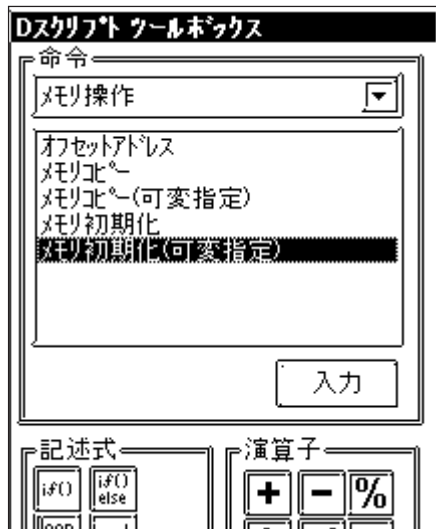 Dｽｸﾘﾌﾟﾄ ﾂｰﾙﾎﾞｯｸｽ
命令
ﾒﾓﾘ操作
ｵﾌｾｯﾄｱﾄﾞﾚｽ
ﾒﾓﾘｺﾋﾟｰ
ﾒﾓﾘｺﾋﾟｰ(可変指定)
ﾒﾓﾘ初期化
ﾒﾓﾘ初期化(可変指定)
入力
記述式
演算子
if()
if()
else
+
-
%
loop